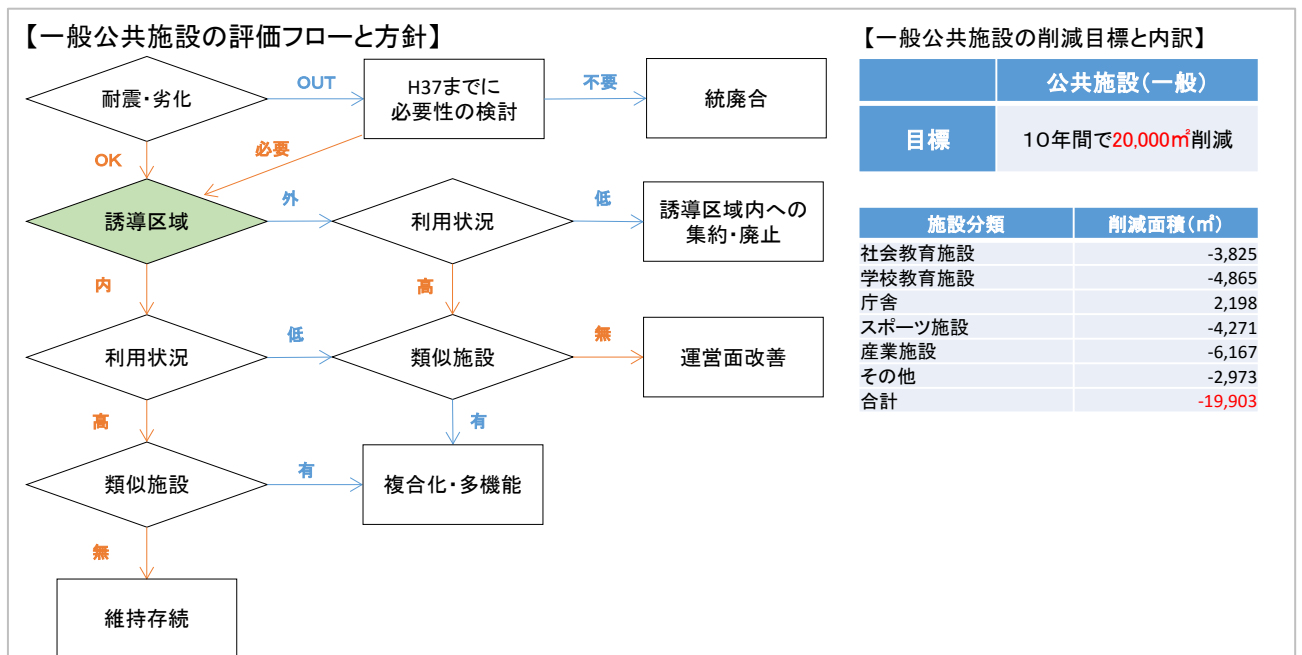 【一般公共施設の評価フローと方針】
耐震・劣化
OUT
H37までに
必要性の検討
不要
統廃合
OK
必要
誘導区域
外
利用状況
低
誘導区域内への
集約・廃止
内
高
利用状況
低
類似施設
無
運営面改善
高
有
類似施設
有
複合化・多機能
無
維持存続
【一般公共施設の削減目標と内訳】
公共施設(一般)
目標
10年間で20,000㎡削減
施設分類 削減面積(㎡)
社会教育施設 -3,825
学校教育施設 -4,865
庁舎 2,198
スポーツ施設 -4,271
産業施設 -6,167
その他 -2,973
合計 -19,903